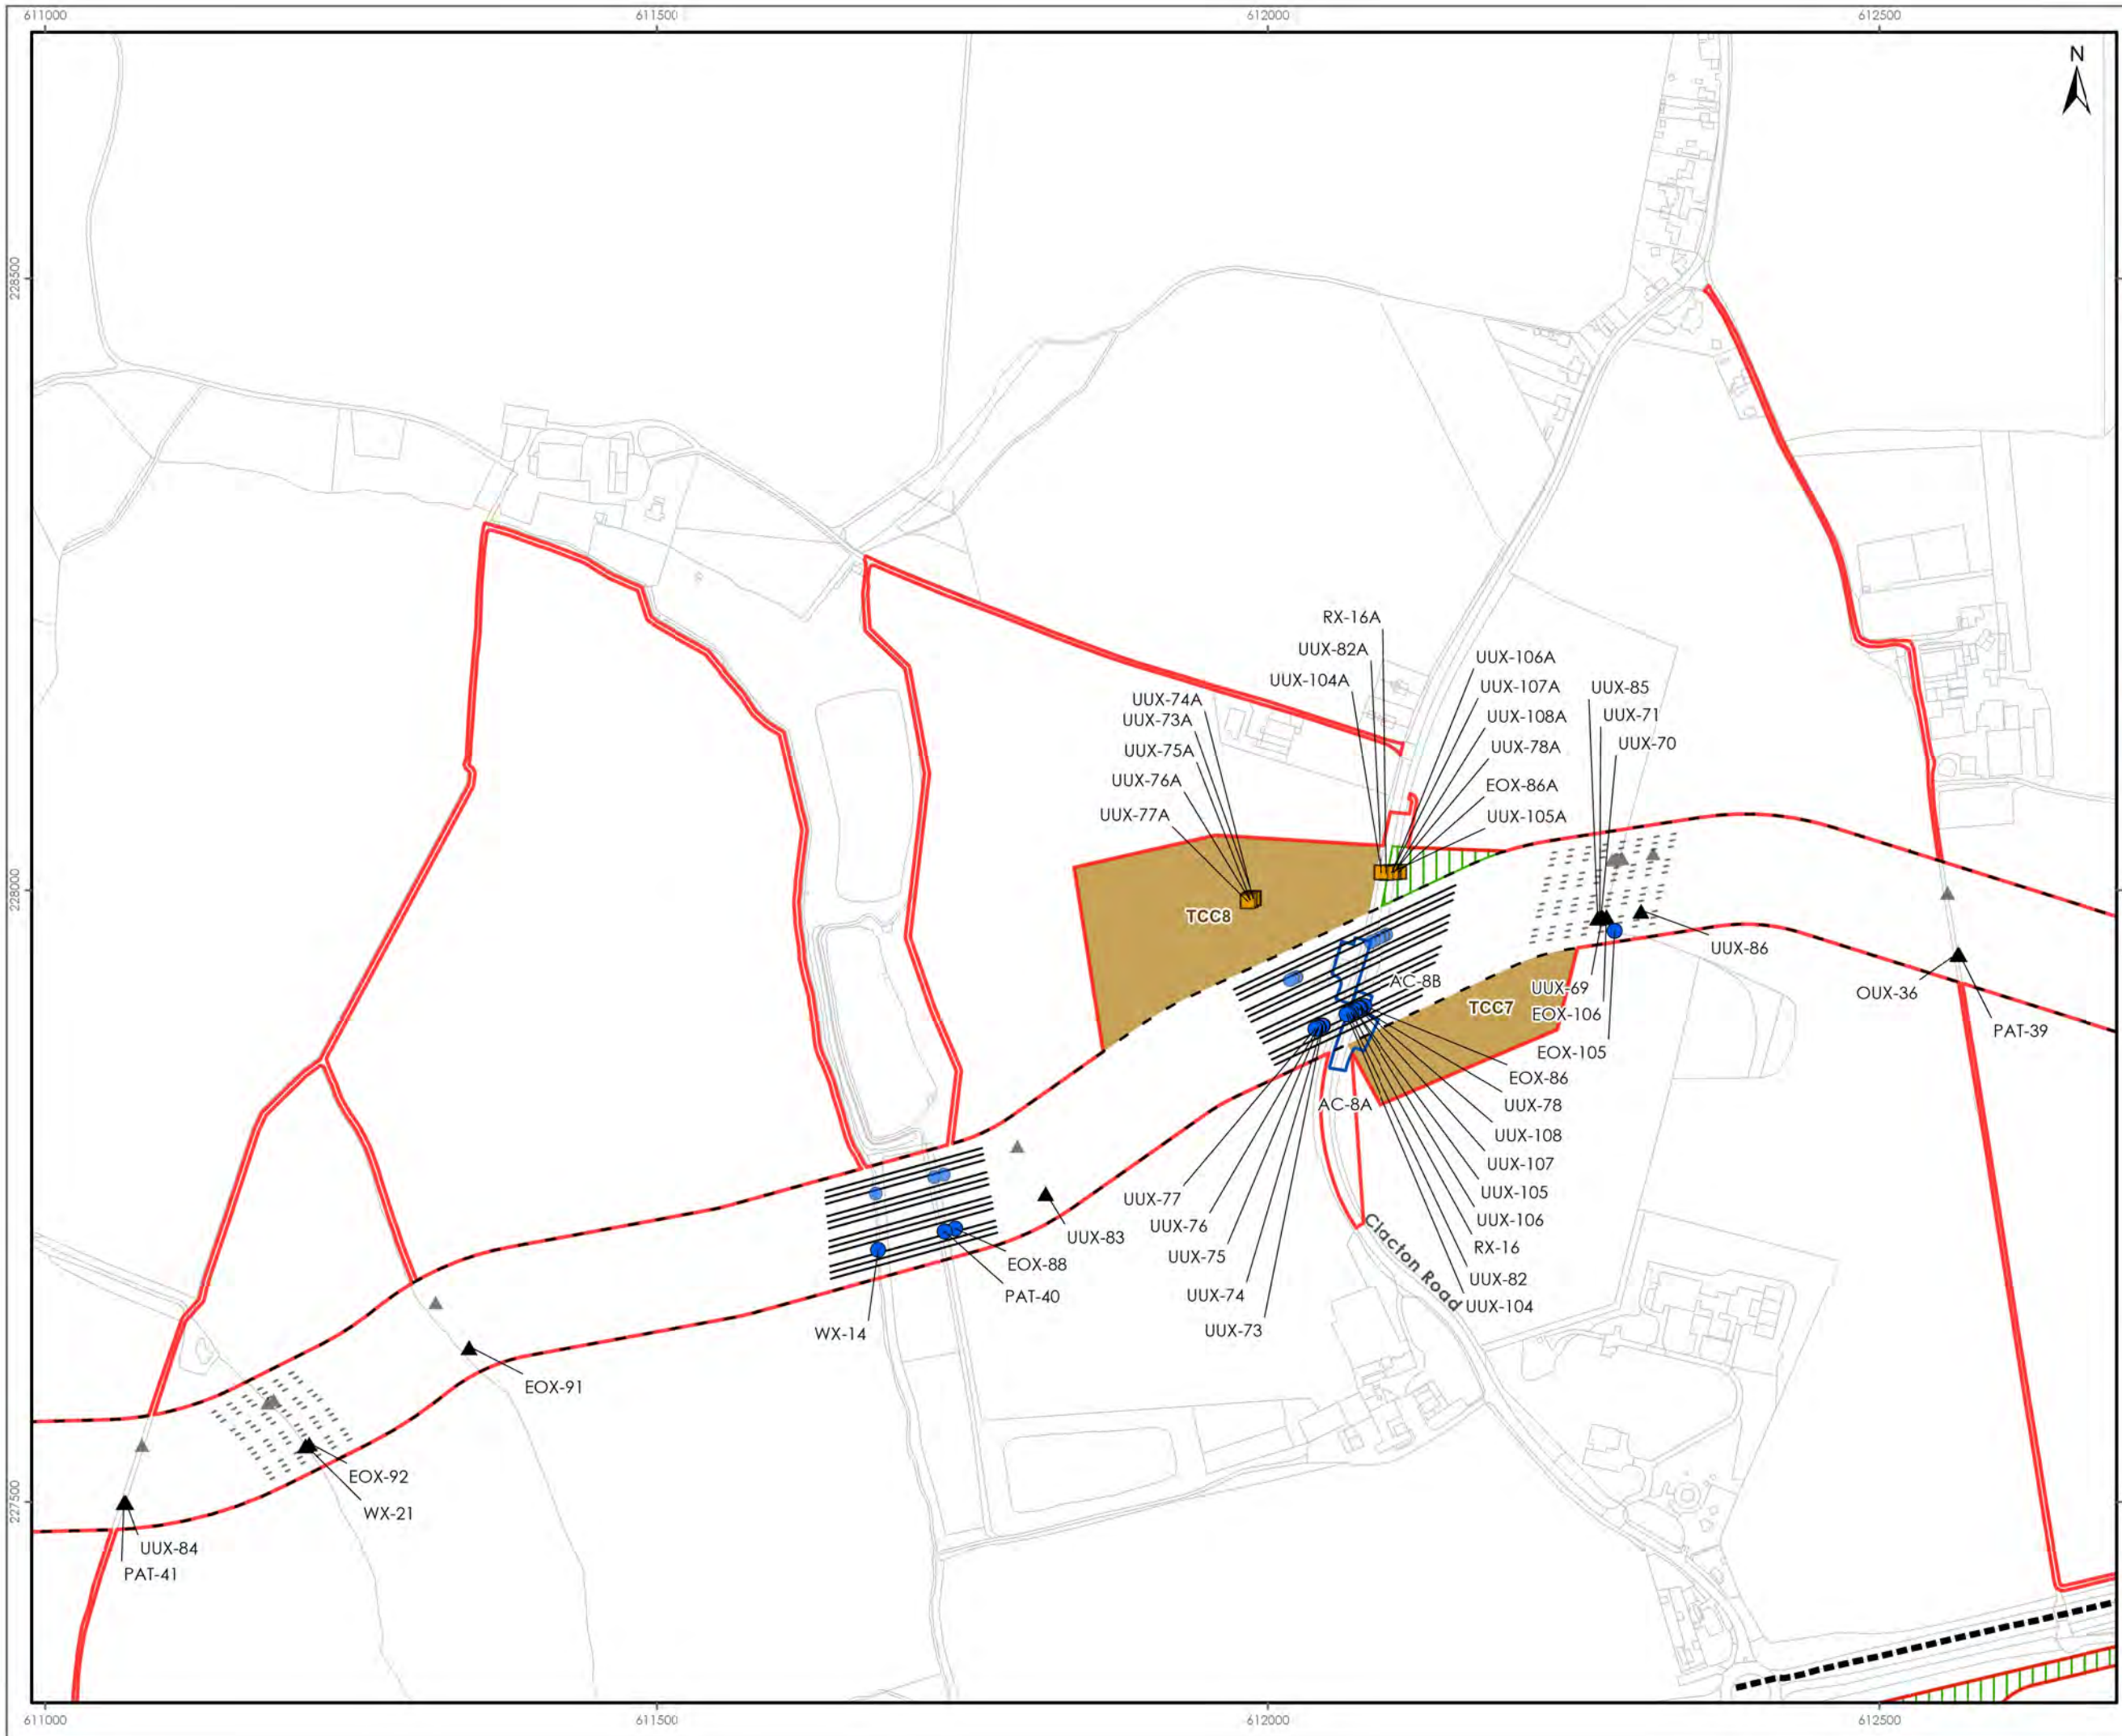 611000
611500
612000
612500
N
228500
RX-16A
UUX-82A
UUX-104A
UUX-106A
UUX-107A
UUX-108A
UUX-78A
EOX-86A
UUX-105A
UUX-85
UUX-71
UUX-70
UUX-74A
UUX-73A
UUX-75A
UUX-76A
UUX-77A
228000
TCC8
UUX-86
AC-8B
UUX-69
TCC7
EOX-106
OUX-36
PAT-39
EOX-105
EOX-86
AC-8A
UUX-78
UUX-108
UUX-107
UUX-105
UUX-106
RX-16
UUX-82
UUX-104
UUX-77
UUX-76
UUX-75
UUX-74
UUX-73
Clacton Road
UUX-83
EOX-88
PAT-40
WX-14
EOX-91
EOX-92
WX-21
227500
UUX-84
PAT-41
611000
611500
612000
612500